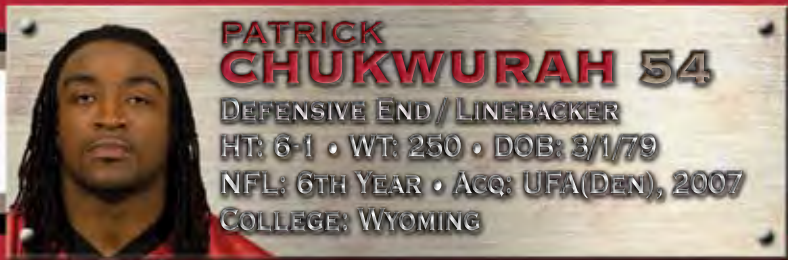 PATRICK
CHUKWURAH 54
DEFENSIVE END / LINEBACKER
HT: 6-1 • WT: 250 • DOB: 3/1/79
NFL: 6TH YEAR • ACQ: UFA(DEN), 2007
COLLEGE: WYOMING